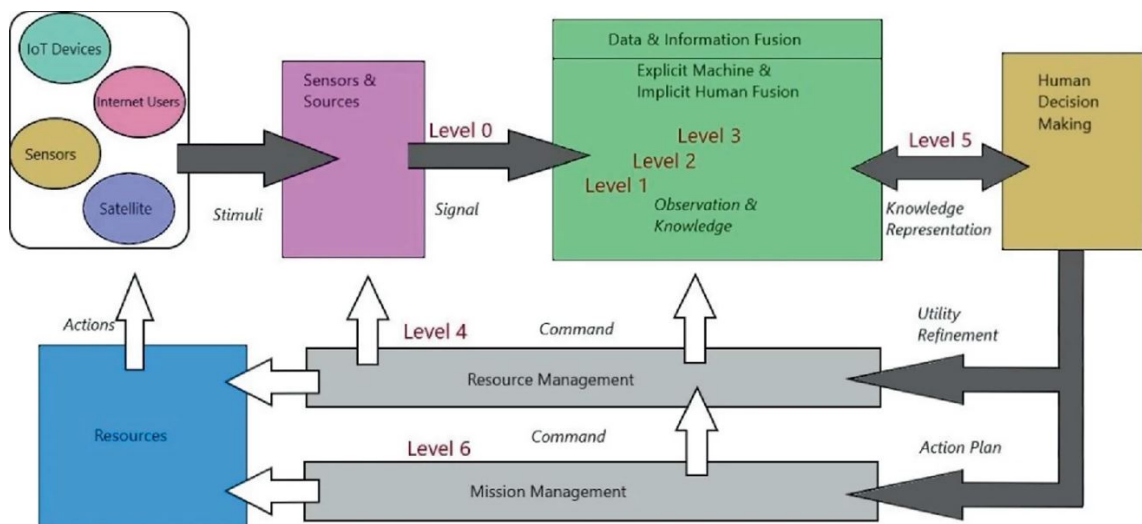 IoT Devices
Internet Users
Sensors
Satellite
Stimuli
Sensors &
Sources
Level 0
Signal
Data & Information Fusion
Explicit Machine &
Implicit Human Fusion
Level 3
Level 2
Level 1
Observation &
Knowledge
Level 5
Knowledge
Representation
Human
Decision
Making
Actions
Level 4
Command
Utility
Refinement
Resource Management
Resources
Command
Level 6
Action Plan
Mission Management